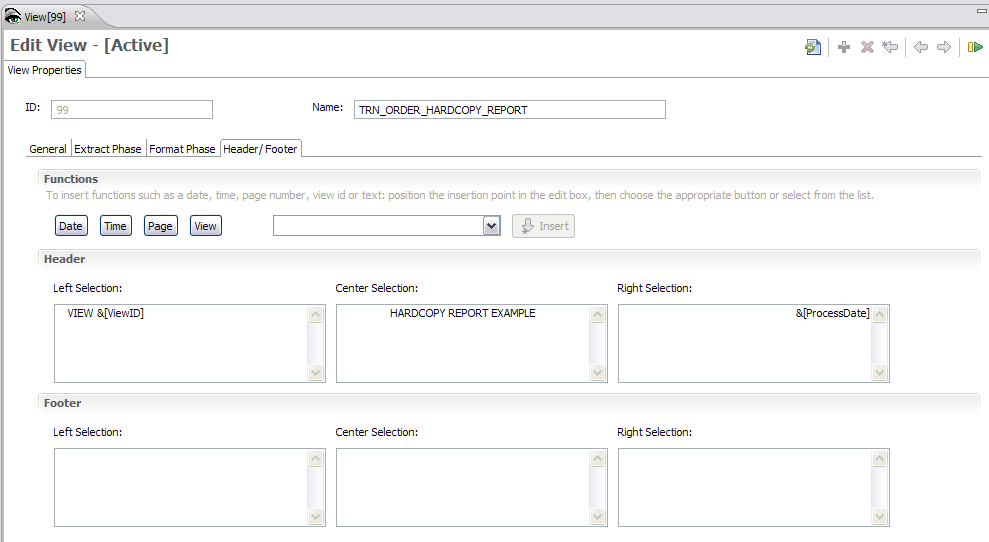 View[99]
Edit View - [Active]
View Properties
ID: 99 Name: TRN_ORDER_HARDCOPY_REPORT
General Extract Phase Format Phase Header/ Footer
Functions
To insert functions such as a date, time, page number, view id or text: position the insertion point in the edit box, then choose the appropriate button or select from the list.
Date Time Page View Insert
Header
Left Selection: Center Selection: Right Selection:
VIEW &[ViewID] HARDCOPY REPORT EXAMPLE &[ProcessDate]
Footer
Left Selection: Center Selection: Right Selection: